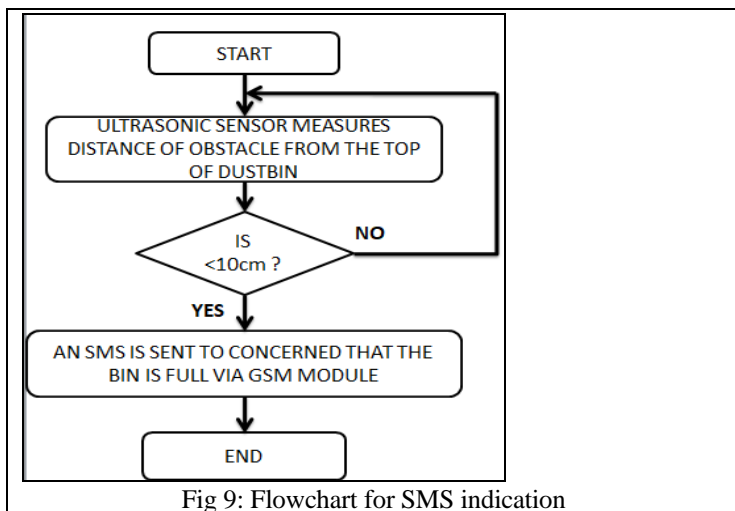 START
ULTRASONIC SENSOR MEASURES
DISTANCE OF OBSTACLE FROM THE TOP
OF DUSTBIN
IS
<10cm ?
NO
YES
AN SMS IS SENT TO CONCERNED THAT THE
BIN IS FULL VIA GSM MODULE
END
Fig 9: Flowchart for SMS indication